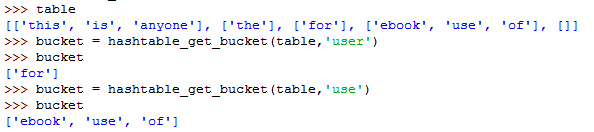 >>> table
[['this', 'is', 'anyone'], ['the'], ['for'], ['ebook', 'use', 'of'], []]
>>> bucket = hashtable_get_bucket(table,'user')
>>> bucket
['for']
>>> bucket = hashtable_get_bucket(table,'use')
>>> bucket
['ebook', 'use', 'of']